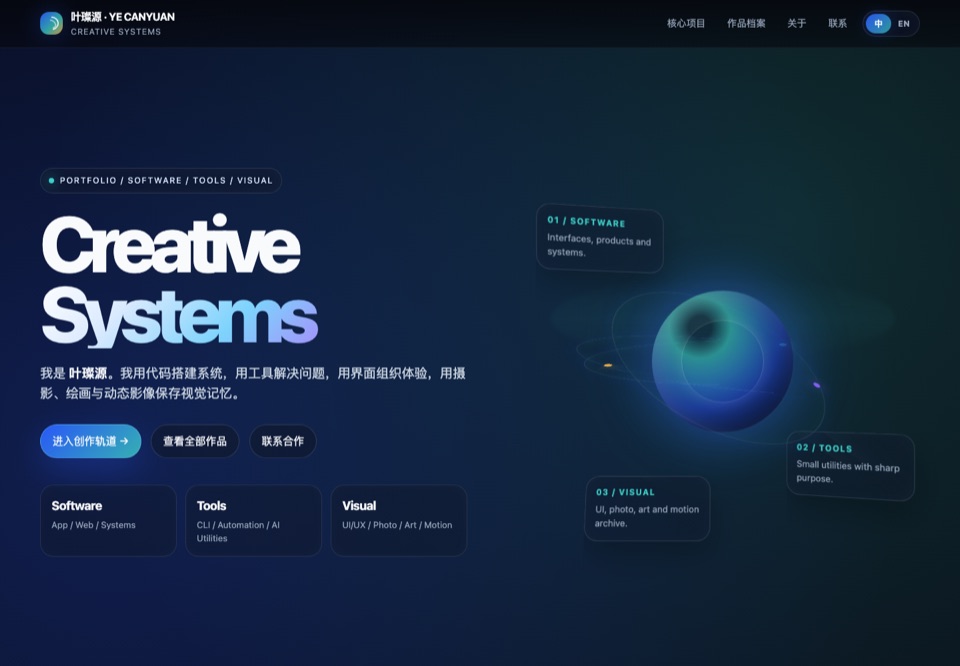 叶璨源 · YE CANYUAN
CREATIVE SYSTEMS
核心项目
作品档案
关于
联系
中
EN
PORTFOLIO / SOFTWARE / TOOLS / VISUAL
Creative
Systems
我是 叶璨源。我用代码搭建系统，用工具解决问题，用界面组织体验，用摄
影、绘画与动态影像保存视觉记忆。
进入创作轨道 →
查看全部作品
联系合作
Software
App / Web / Systems
Tools
CLI / Automation / AI
Utilities
Visual
UI/UX / Photo / Art / Motion
01 / SOFTWARE
Interfaces, products and
systems.
02 / TOOLS
Small utilities with sharp
purpose.
03 / VISUAL
UI, photo, art and motion
archive.